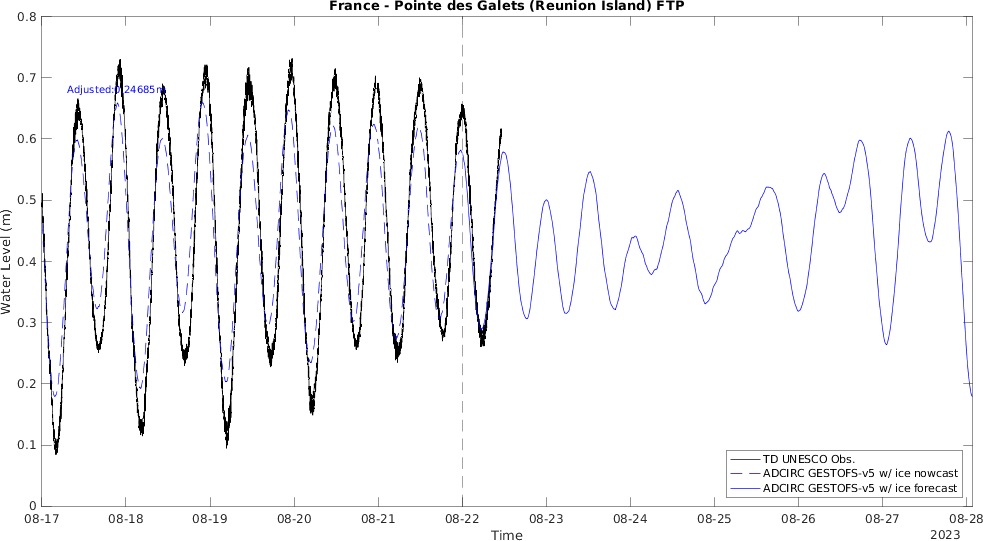 France - Pointe des Galets (Reunion Island) FTP
0.8
0.7
Adjusted:0.24685m
0.6
0.5
0.4
0.3
0.2
0.1
0
Water Level (m)
TD UNESCO Obs.
ADCIRC GESTOFS-v5 w/ ice nowcast
ADCIRC GESTOFS-v5 w/ ice forecast
08-17 08-18 08-19 08-20 08-21 08-22 08-23 08-24 08-25 08-26 08-27 08-28
Time
2023